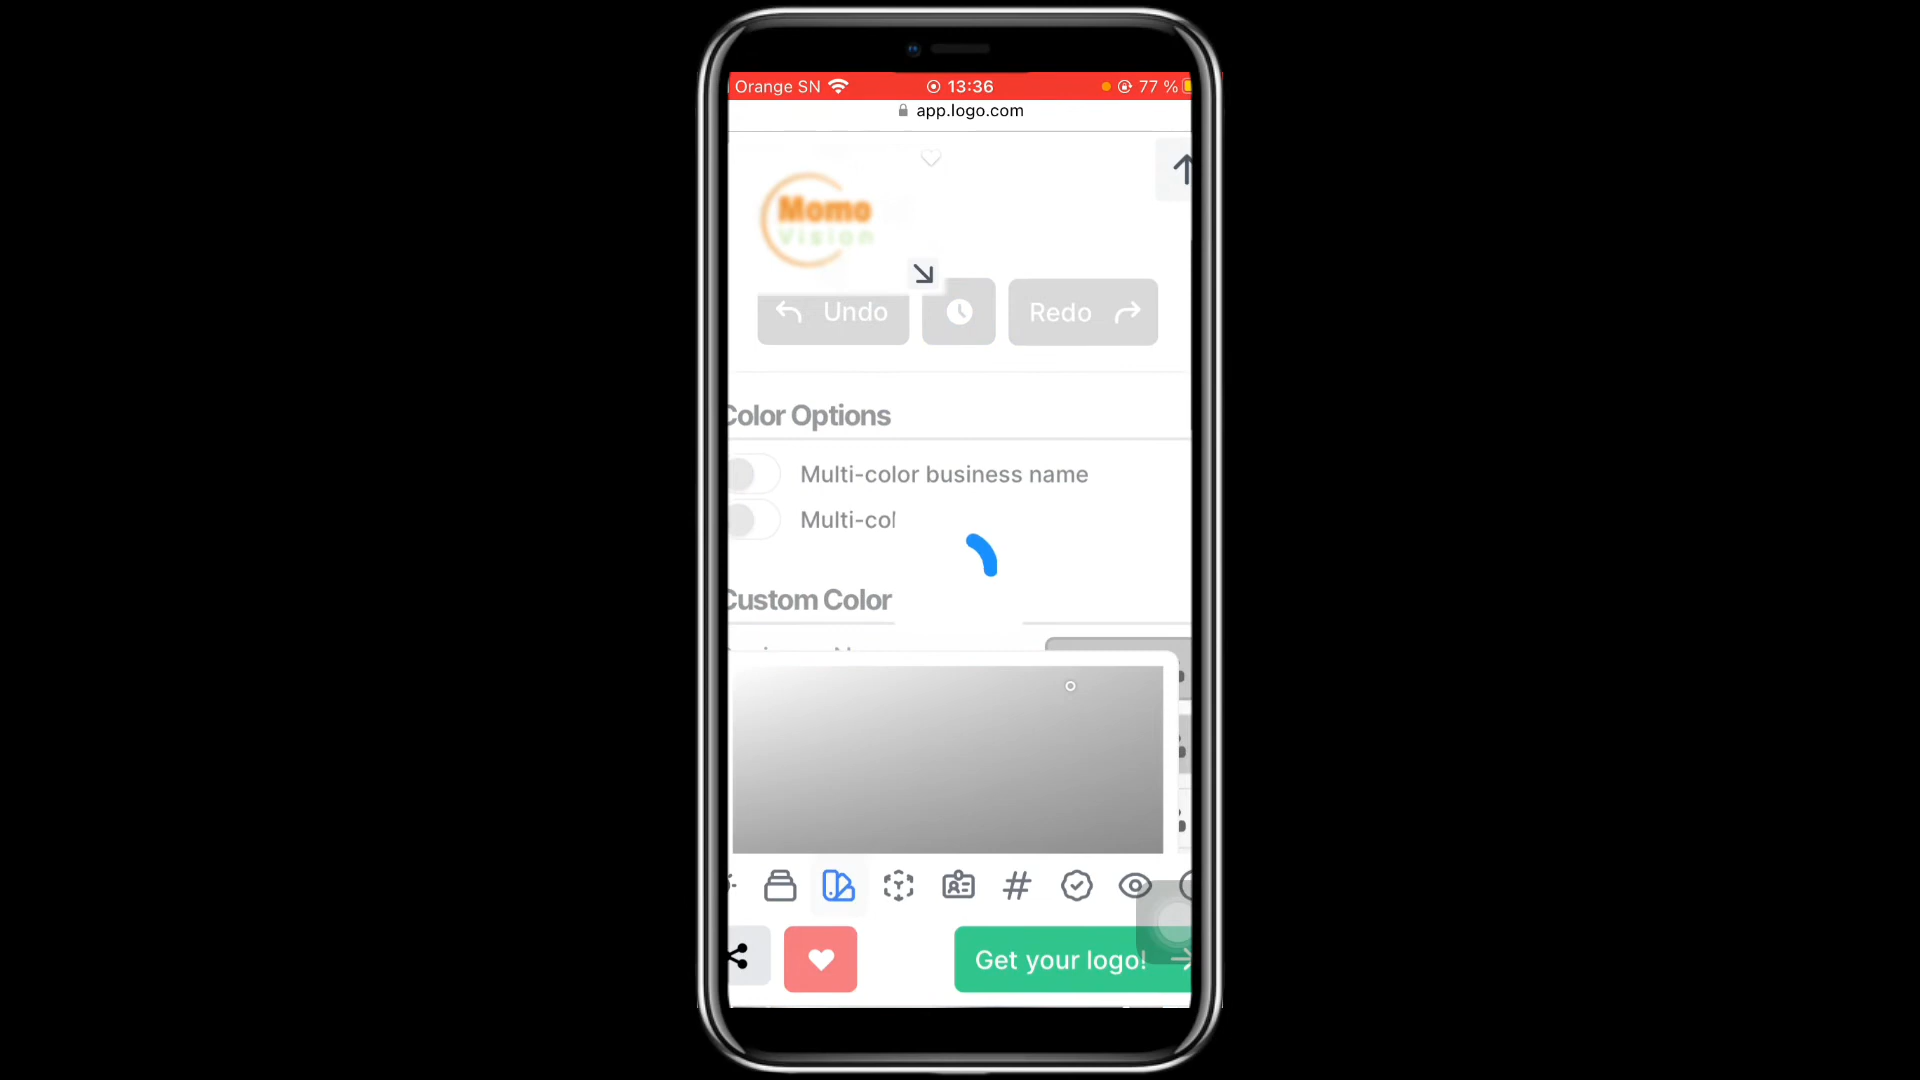 Orange SN 13:36 77 %
app.logo.com
Momo
Vision
Undo Redo
Color Options
Multi-color business name
Multi-col
Custom Color
Get your logo!